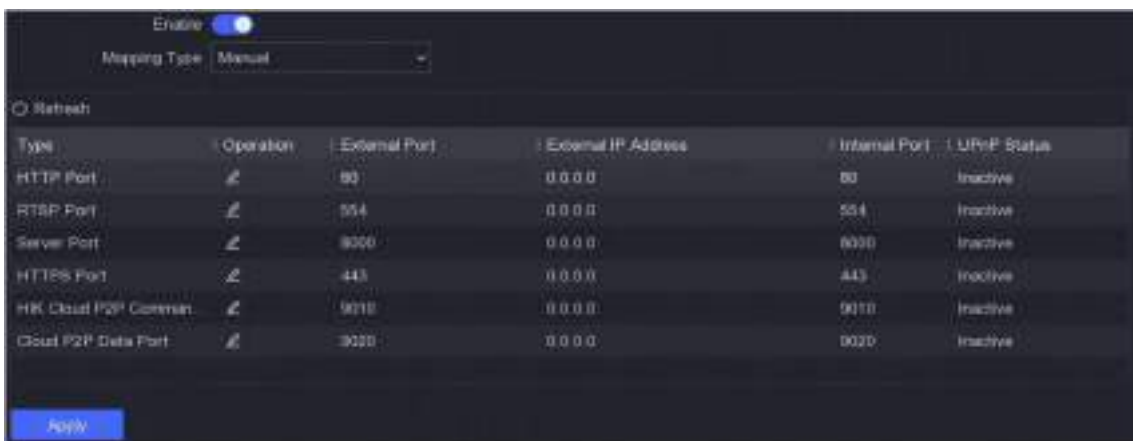 Enable
Mapping Type Manual
Refresh
Type Operation External Port External IP Address Internal Port UPnP Status
HTTP Port 80 0.0.0.0 80 Inactive
RTSP Port 554 0.0.0.0 554 Inactive
Server Port 8000 0.0.0.0 8000 Inactive
HTTPS Port 443 0.0.0.0 443 Inactive
HIK Cloud P2P Comman... 9010 0.0.0.0 9010 Inactive
Cloud P2P Data Port 9020 0.0.0.0 9020 Inactive
Apply